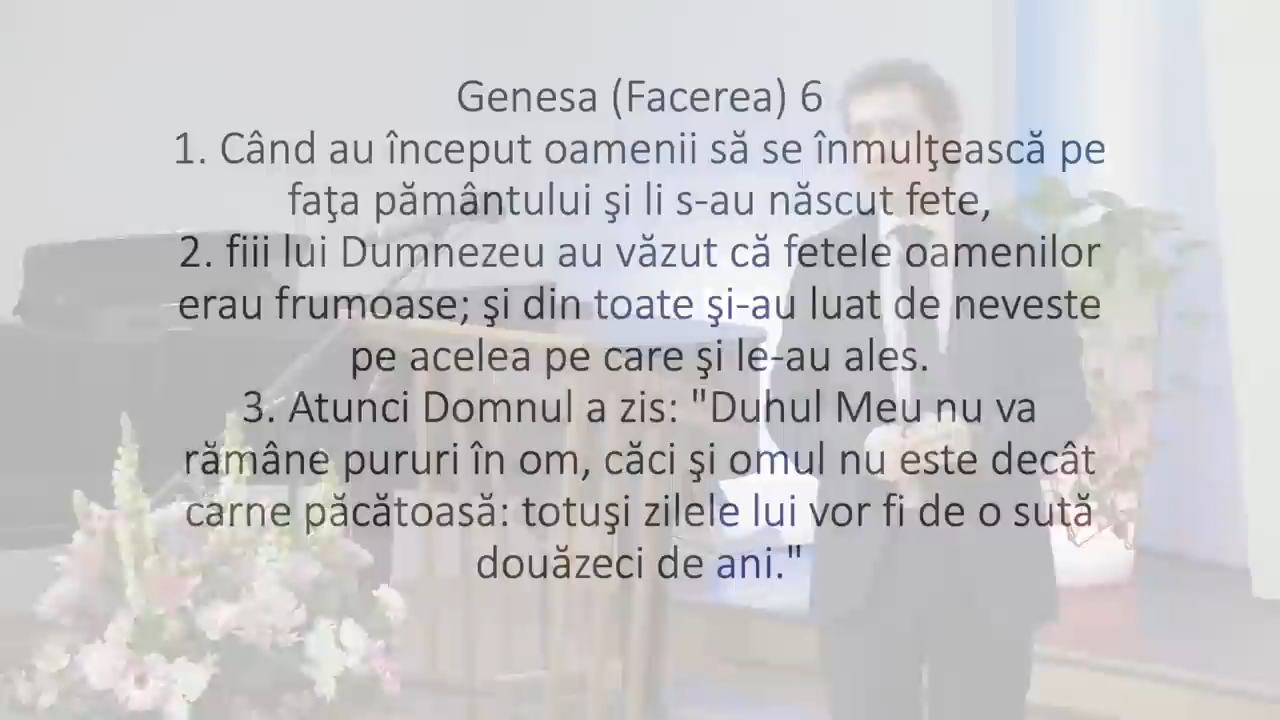 Genesa (Facerea) 6
1. Când au început oamenii să se înmulţească pe
faţa pământului şi li s-au născut fete,
2. fiii lui Dumnezeu au văzut că fetele oamenilor
erau frumoase; şi din toate şi-au luat de neveste
pe acelea pe care şi le-au ales.
3. Atunci Domnul a zis: "Duhul Meu nu va
rămâne pururi în om, căci şi omul nu este decât
carne păcătoasă: totuşi zilele lui vor fi de o sută
douăzeci de ani."